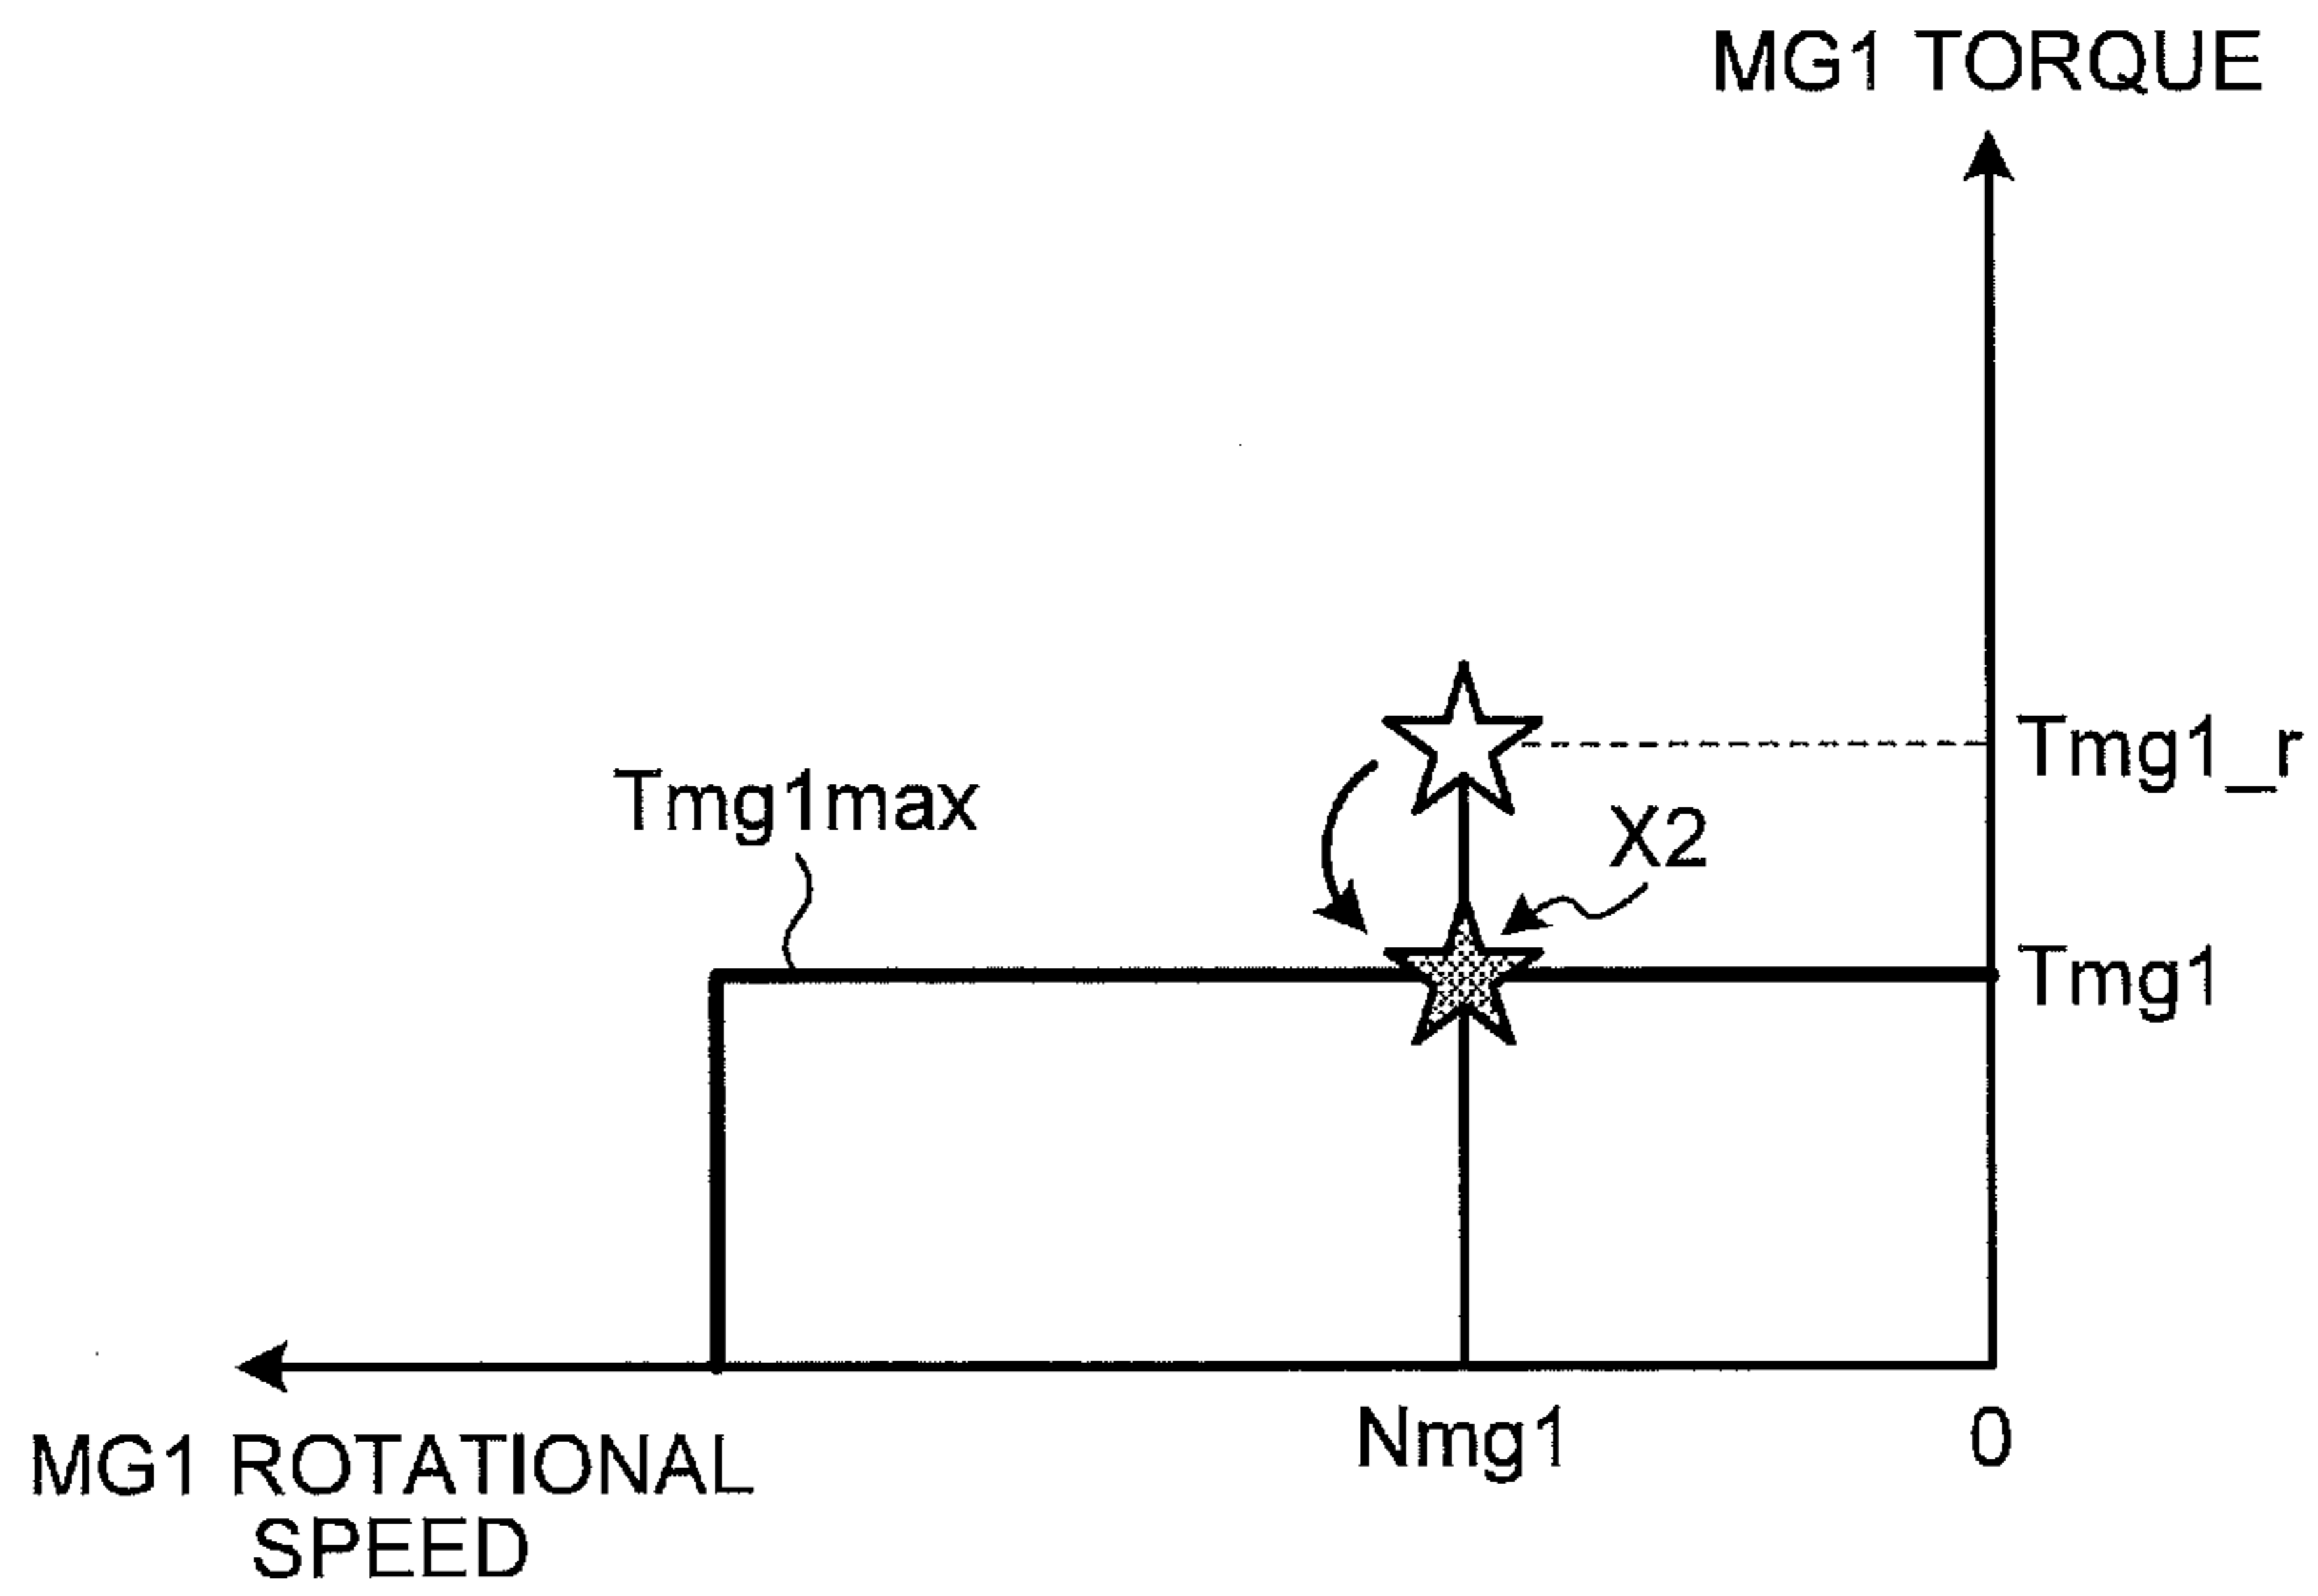 MG1 TORQUE
Tmg1_r
Tmg1max
X2
Tmg1
Nmg1
0
MG1 ROTATIONAL
SPEED